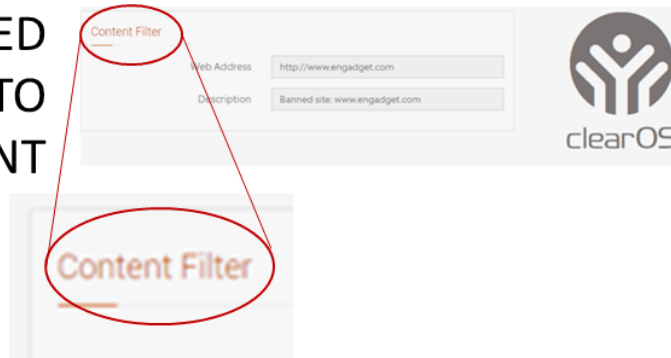 ED
TO
NT
Content Filter
Web Address http://www.engadget.com
Description Banned site: www.engadget.com
clearOS
Content Filter